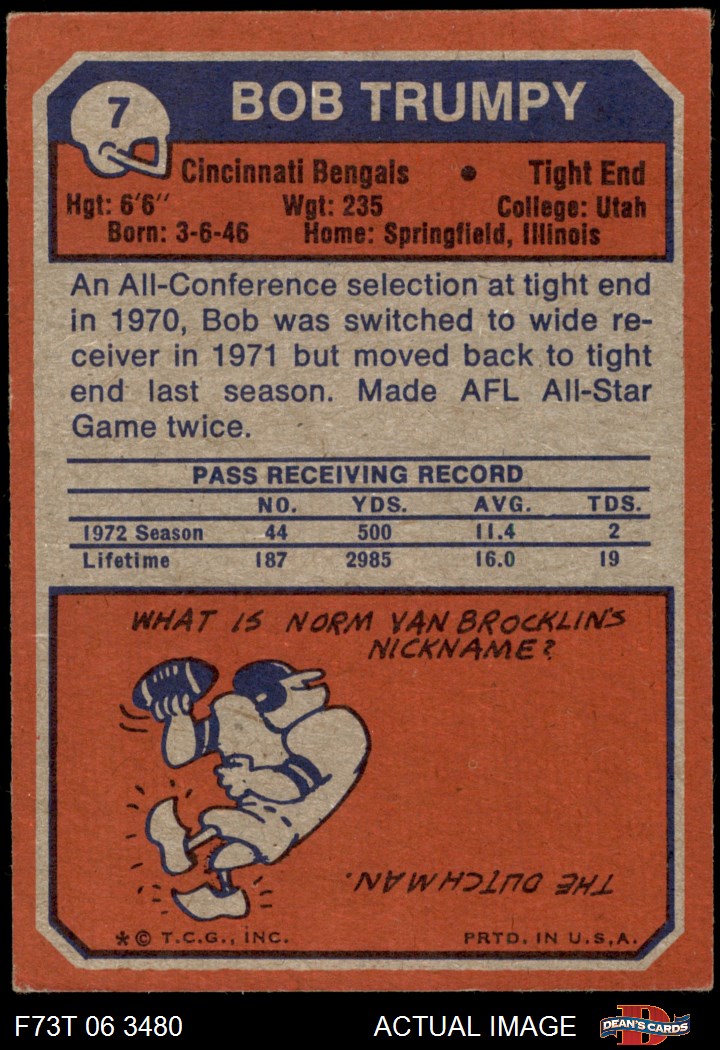 7
BOB TRUMPY
Cincinnati Bengals • Tight End
Hgt: 6'6" Wgt: 235 College: Utah
Born: 3-6-46 Home: Springfield, Illinois
An All-Conference selection at tight end
in 1970, Bob was switched to wide re-
ceiver in 1971 but moved back to tight
end last season. Made AFL All-Star
Game twice.
PASS RECEIVING RECORD
NO. YDS. AVG. TDS.
1972 Season 44 500 11.4 2
Lifetime 187 2985 16.0 19
WHAT IS NORM VAN BROCKLIN'S
NICKNAME?
THE DUTCHMAN.
* © T.C.G., INC. PRTD. IN U.S.A.
F73T 06 3480 ACTUAL IMAGE D DEAN'S CARDS